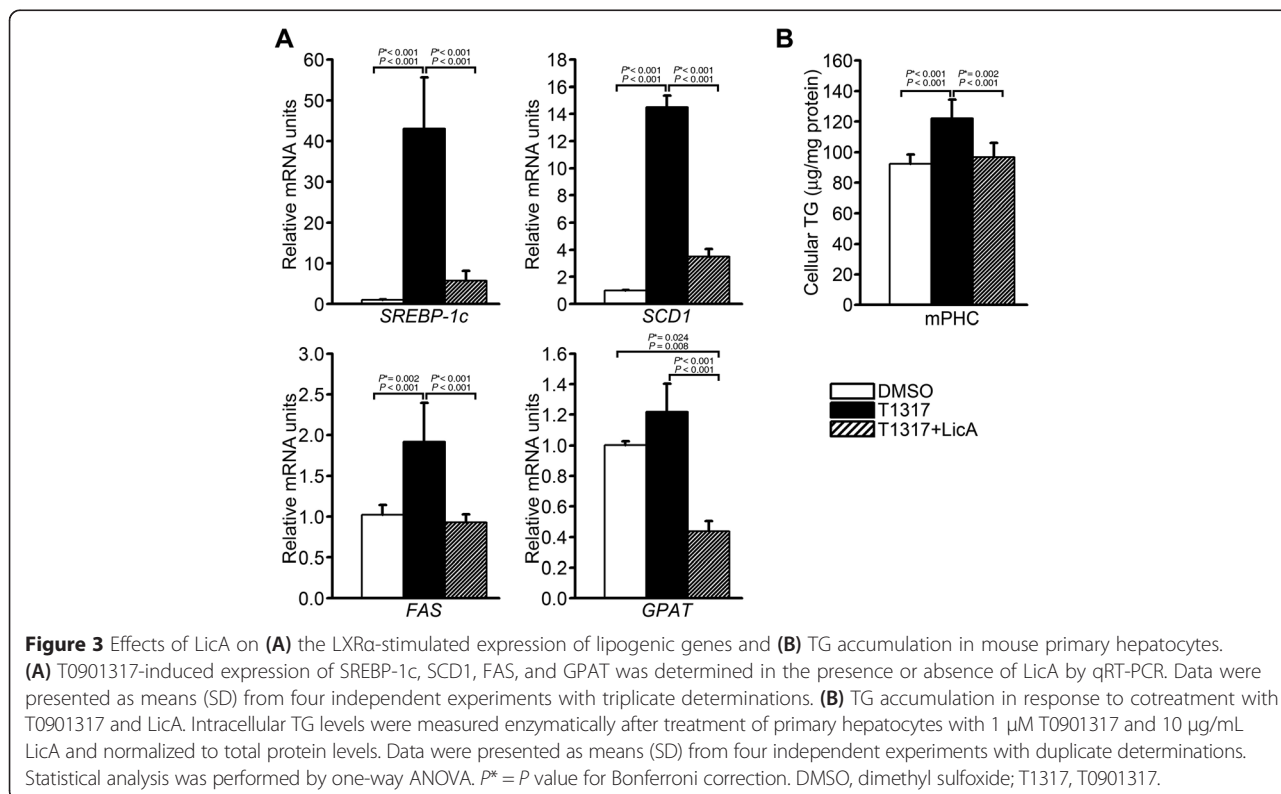 A
P*< 0.001
P < 0.001
P*< 0.001
P < 0.001
Relative mRNA units
60
50
40
30
20
10
0
SREBP-1c
P*< 0.001
P < 0.001
P*< 0.001
P < 0.001
Relative mRNA units
16
14
12
10
8
6
4
2
0
SCD1
B
P*< 0.001
P < 0.001
P*= 0.002
P < 0.001
Cellular TG (µg/mg protein)
160
140
120
100
80
60
40
20
0
mPHC
P*= 0.002
P < 0.001
P*< 0.001
P < 0.001
Relative mRNA units
3.0
2.5
2.0
1.5
1.0
0.5
0.0
FAS
P*= 0.024
P = 0.008
P*< 0.001
P < 0.001
Relative mRNA units
1.6
1.4
1.2
1.0
0.8
0.6
0.4
0.2
0.0
GPAT
DMSO
T1317
T1317+LicA
Figure 3 Effects of LicA on (A) the LXRα-stimulated expression of lipogenic genes and (B) TG accumulation in mouse primary hepatocytes.
(A) T0901317-induced expression of SREBP-1c, SCD1, FAS, and GPAT was determined in the presence or absence of LicA by qRT-PCR. Data were
presented as means (SD) from four independent experiments with triplicate determinations. (B) TG accumulation in response to cotreatment with
T0901317 and LicA. Intracellular TG levels were measured enzymatically after treatment of primary hepatocytes with 1 µM T0901317 and 10 µg/mL
LicA and normalized to total protein levels. Data were presented as means (SD) from four independent experiments with duplicate determinations.
Statistical analysis was performed by one-way ANOVA. P* = P value for Bonferroni correction. DMSO, dimethyl sulfoxide; T1317, T0901317.